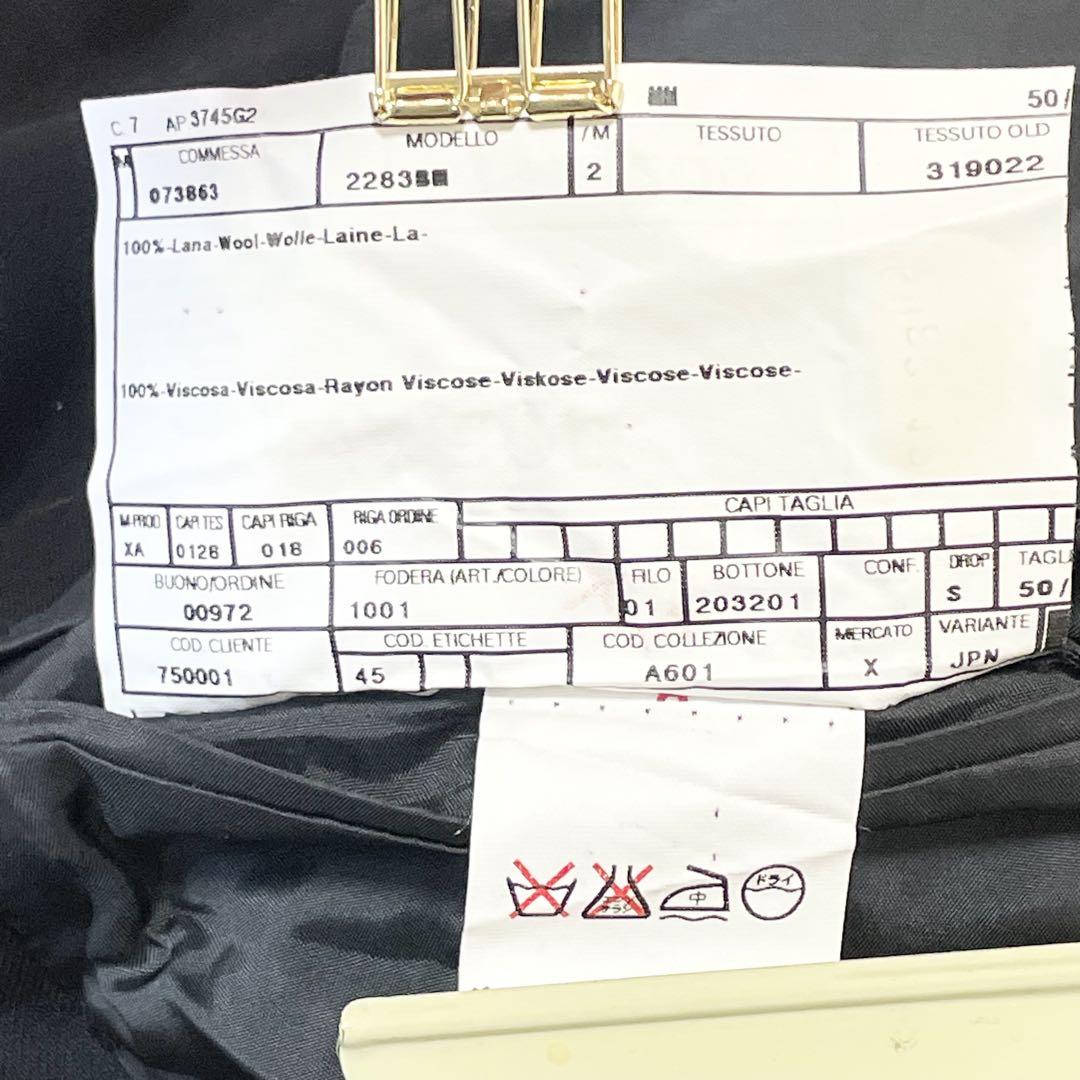 C. 7 AP 3745G2 50/
COMMESSA MODELLO /M TESSUTO TESSUTO OLD
073863 2283 2 319022
100%-Lana-Wool-Wolle-Laine-La-
100%-Viscosa-Viscosa-Rayon Viscose-Viskose-Viscose-Viscose-
M-PROD CAPI TES CAPI RIGA RIGA ORDINE CAPI TAGLIA
XA 0128 018 006
BUONO/ORDINE FODERA (ART./COLORE) FILO BOTTONE CONF. DROP TAGLI
00972 1001 01 203201 S 50/
COD. CLIENTE COD. ETICHETTE COD. COLLEZIONE MERCATO VARIANTE
750001 45 A601 X JPN
中 ドライ